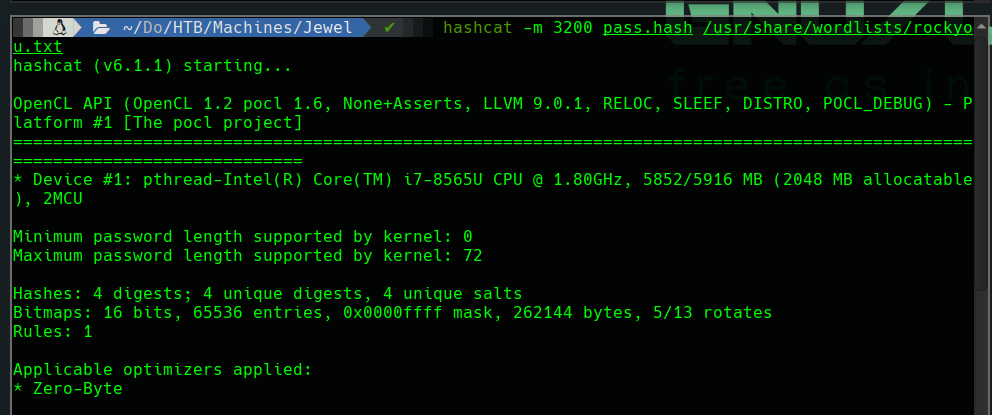 ~/Do/HTB/Machines/Jewel ✔ hashcat -m 3200 pass.hash /usr/share/wordlists/rockyo
u.txt
hashcat (v6.1.1) starting...
OpenCL API (OpenCL 1.2 pocl 1.6, None+Asserts, LLVM 9.0.1, RELOC, SLEEF, DISTRO, POCL_DEBUG) - P
latform #1 [The pocl project]
================================================================================================
=============================
* Device #1: pthread-Intel(R) Core(TM) i7-8565U CPU @ 1.80GHz, 5852/5916 MB (2048 MB allocatable
), 2MCU
Minimum password length supported by kernel: 0
Maximum password length supported by kernel: 72
Hashes: 4 digests; 4 unique digests, 4 unique salts
Bitmaps: 16 bits, 65536 entries, 0x0000ffff mask, 262144 bytes, 5/13 rotates
Rules: 1
Applicable optimizers applied:
* Zero-Byte